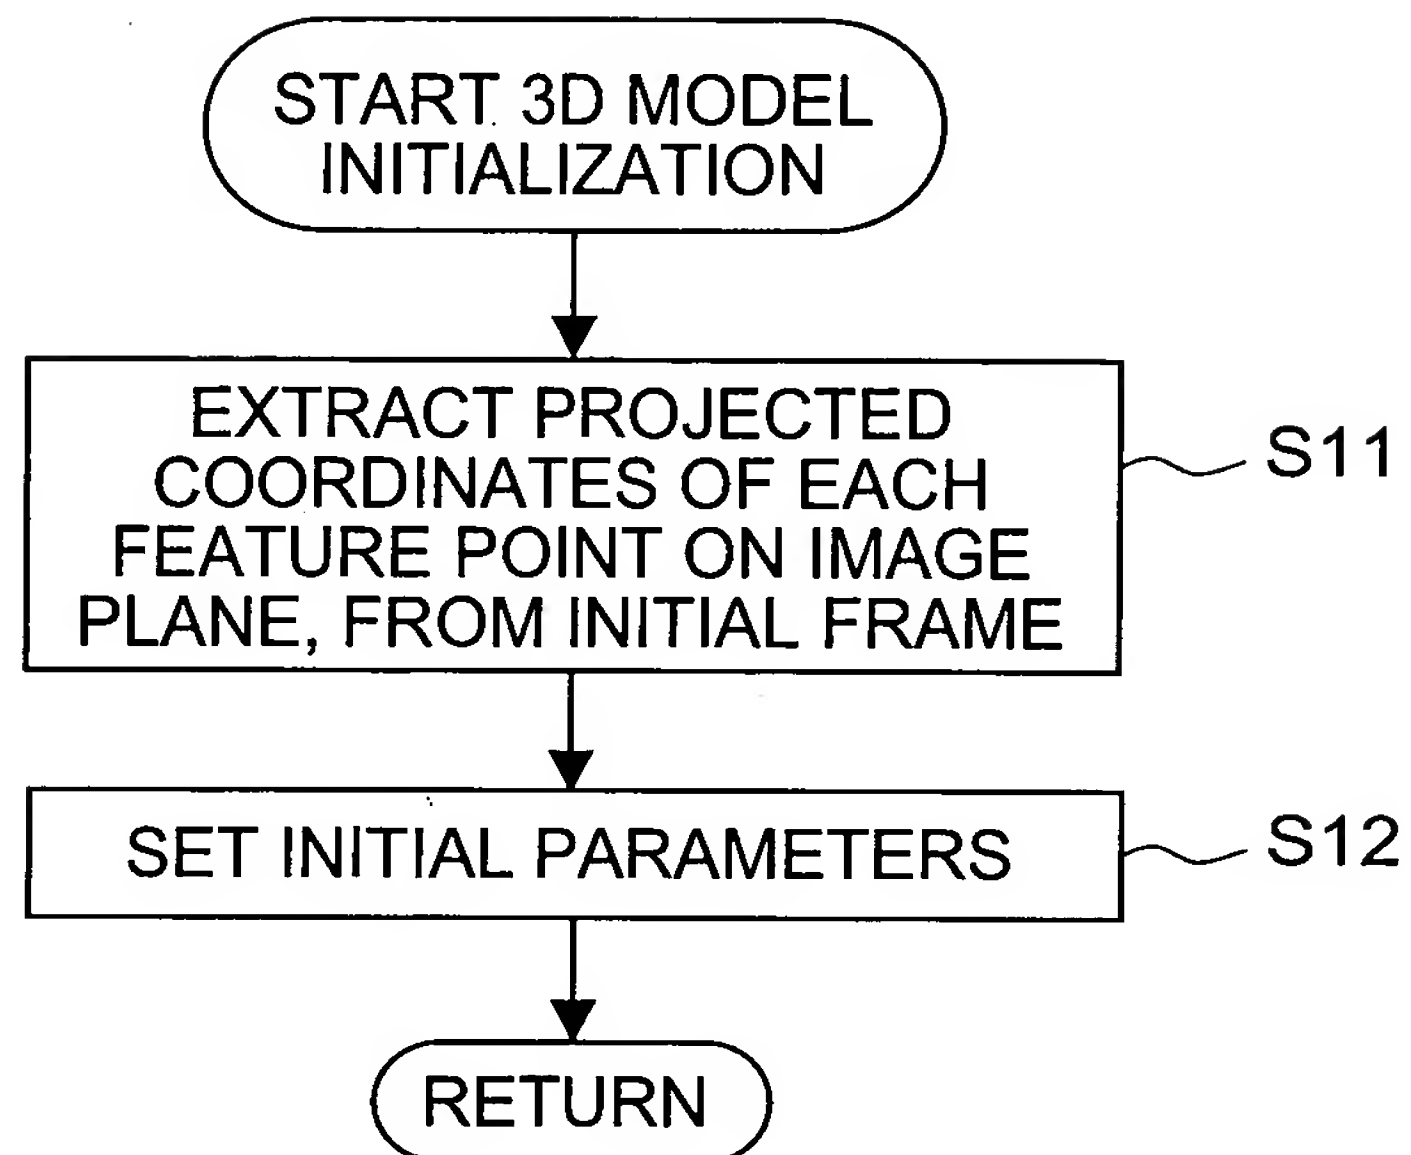 START 3D MODEL
INITIALIZATION
EXTRACT PROJECTED
COORDINATES OF EACH
FEATURE POINT ON IMAGE
PLANE, FROM INITIAL FRAME
S11
SET INITIAL PARAMETERS
S12
RETURN